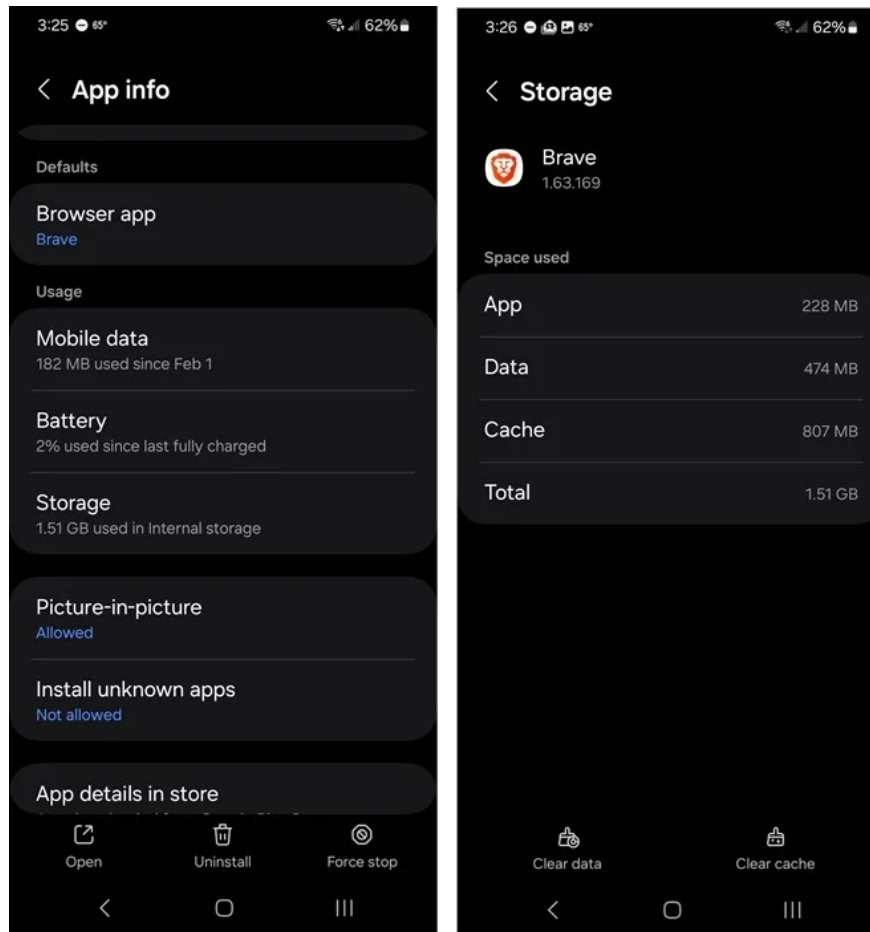 3:25 65°
62%
App info
Defaults
Browser app
Brave
Usage
Mobile data
182 MB used since Feb 1
Battery
2% used since last fully charged
Storage
1.51 GB used in Internal storage
Picture-in-picture
Allowed
Install unknown apps
Not allowed
App details in store
Open Uninstall Force stop
3:26 65°
62%
Storage
Brave
1.63.169
Space used
App 228 MB
Data 474 MB
Cache 807 MB
Total 1.51 GB
Clear data Clear cache